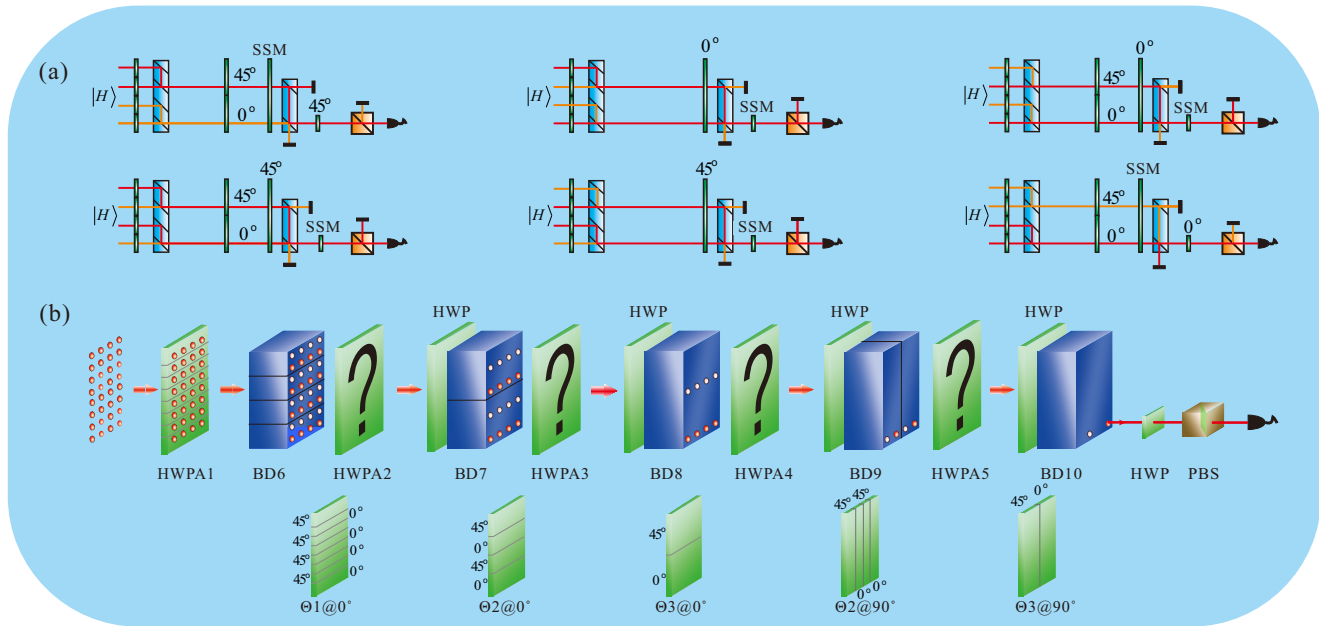 (a)
|H⟩
SSM
45°
0°
45°
0°
SSM
0°
45°
0°
SSM
|H⟩
45°
45°
0°
SSM
45°
SSM
|H⟩
SSM
45°
0°
0°
(b)
HWP HWP HWP HWP
? ? ? ?
HWPA1 BD6 HWPA2 BD7 HWPA3 BD8 HWPA4 BD9 HWPA5 BD10 HWP PBS
45° 0°
45° 0°
45° 0°
45° 0°
Θ1@0°
45°
0°
45°
0°
Θ2@0°
45°
0°
Θ3@0°
45° 45°
0° 0°
Θ2@90°
45° 0°
Θ3@90°